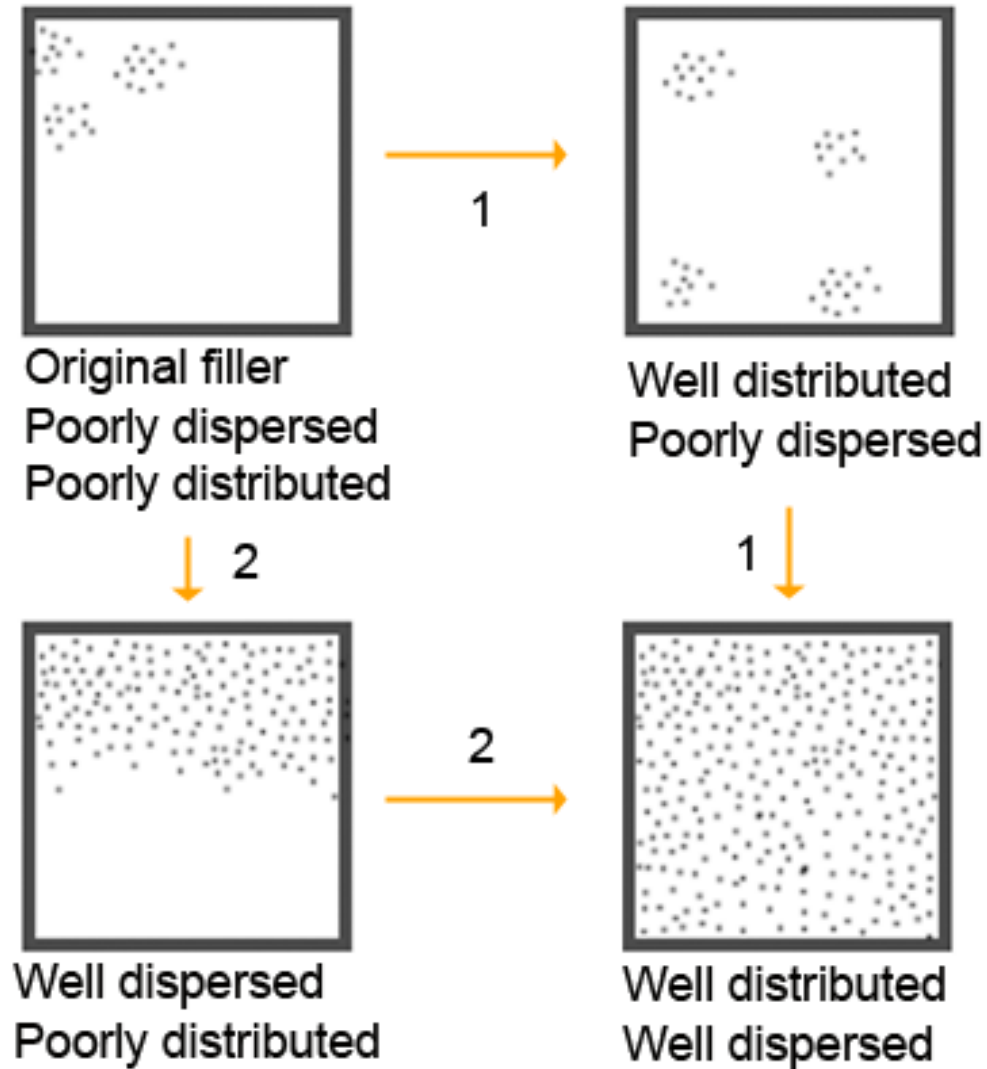 1
Original filler
Poorly dispersed
Poorly distributed
Well distributed
Poorly dispersed
2
1
2
Well dispersed
Poorly distributed
Well distributed
Well dispersed